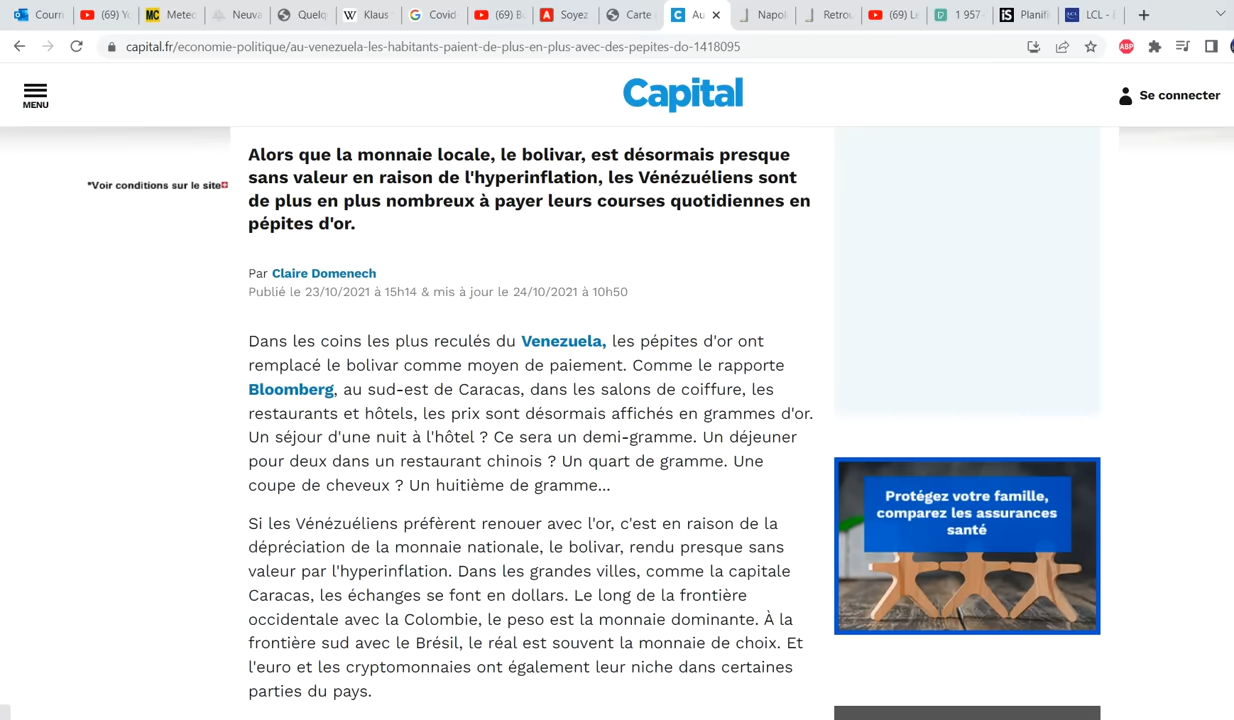 Courri
(69) Yo
Metec
Neuva
Quelq
Klaus
Covid
(69) B
Soyez
Carte
Au
Napol
Retrou
(69) Le
1 957
Planifi
LCL - 
capital.fr/economie-politique/au-venezuela-les-habitants-paient-de-plus-en-plus-avec-des-pepites-do-1418095
ABP
MENU
Capital
Se connecter
Alors que la monnaie locale, le bolivar, est désormais presque
sans valeur en raison de l'hyperinflation, les Vénézuéliens sont
de plus en plus nombreux à payer leurs courses quotidiennes en
pépites d'or.
*Voir conditions sur le site
Par Claire Domenech
Publié le 23/10/2021 à 15h14 & mis à jour le 24/10/2021 à 10h50
Dans les coins les plus reculés du Venezuela, les pépites d'or ont
remplacé le bolivar comme moyen de paiement. Comme le rapporte
Bloomberg, au sud-est de Caracas, dans les salons de coiffure, les
restaurants et hôtels, les prix sont désormais affichés en grammes d'or.
Un séjour d'une nuit à l'hôtel ? Ce sera un demi-gramme. Un déjeuner
pour deux dans un restaurant chinois ? Un quart de gramme. Une
coupe de cheveux ? Un huitième de gramme...
Si les Vénézuéliens préfèrent renouer avec l'or, c'est en raison de la
dépréciation de la monnaie nationale, le bolivar, rendu presque sans
valeur par l'hyperinflation. Dans les grandes villes, comme la capitale
Caracas, les échanges se font en dollars. Le long de la frontière
occidentale avec la Colombie, le peso est la monnaie dominante. À la
frontière sud avec le Brésil, le réal est souvent la monnaie de choix. Et
l'euro et les cryptomonnaies ont également leur niche dans certaines
parties du pays.
Protégez votre famille,
comparez les assurances
santé